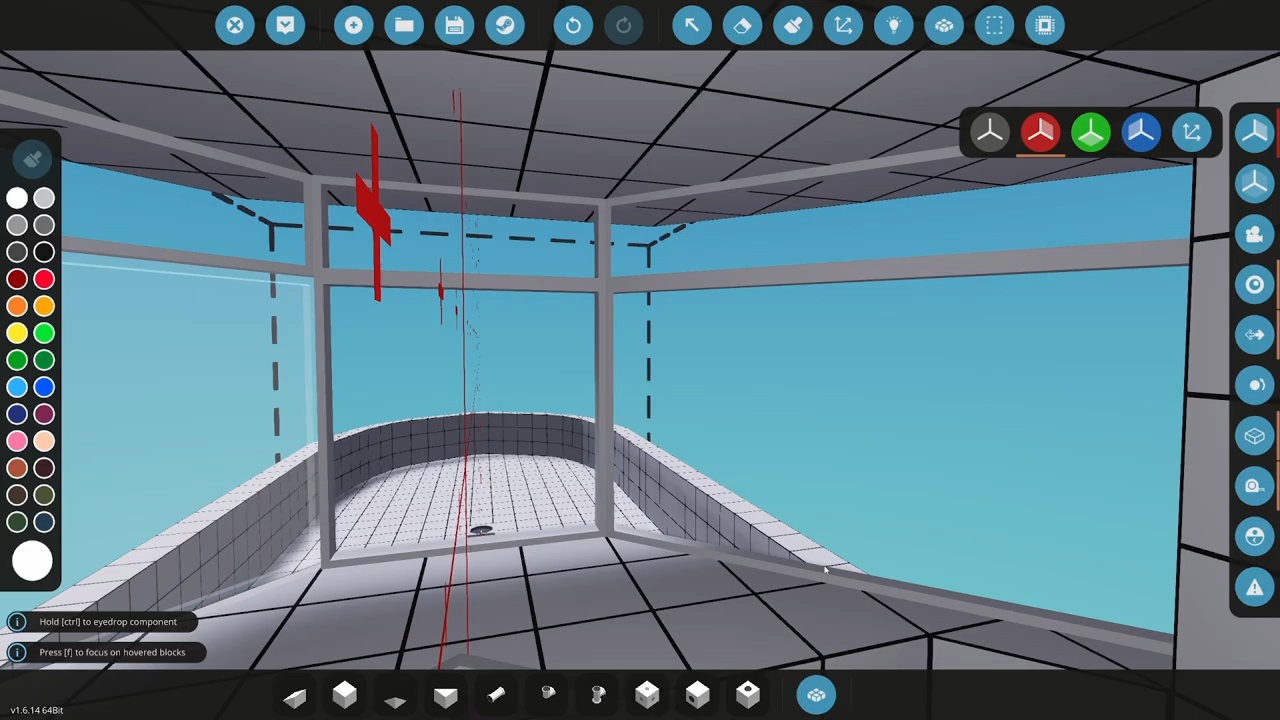 Hold [ctrl] to eyedrop component
Press [f] to focus on hovered blocks
v1.6.14 64Bit